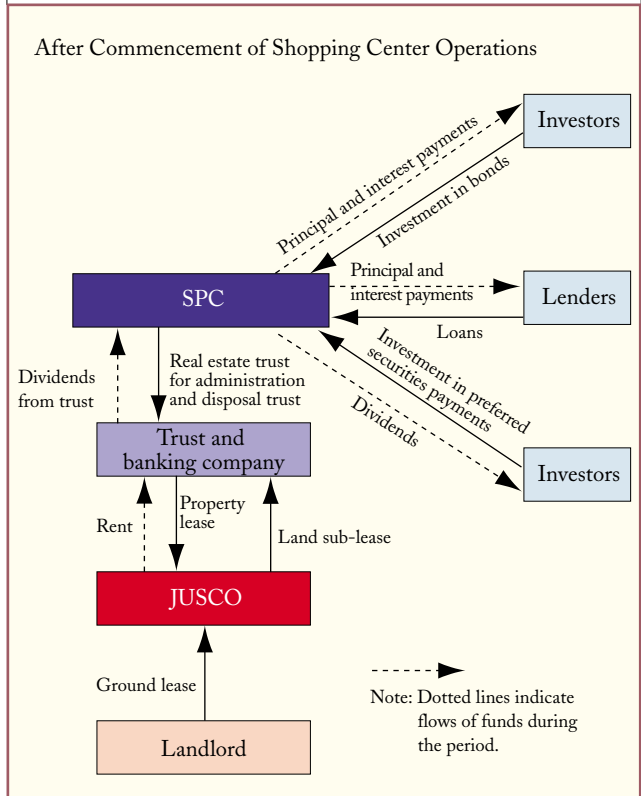 After Commencement of Shopping Center Operations
Investors
Principal and interest payments
Investment in bonds
SPC
Principal and
interest payments
Lenders
Loans
Dividends
from trust
Real estate trust
for administration
and disposal trust
Investment in preferred
securities payments
Dividends
Trust and
banking company
Investors
Rent
Property
lease
Land sub-lease
JUSCO
Ground lease
Landlord
Note: Dotted lines indicate
flows of funds during
the period.